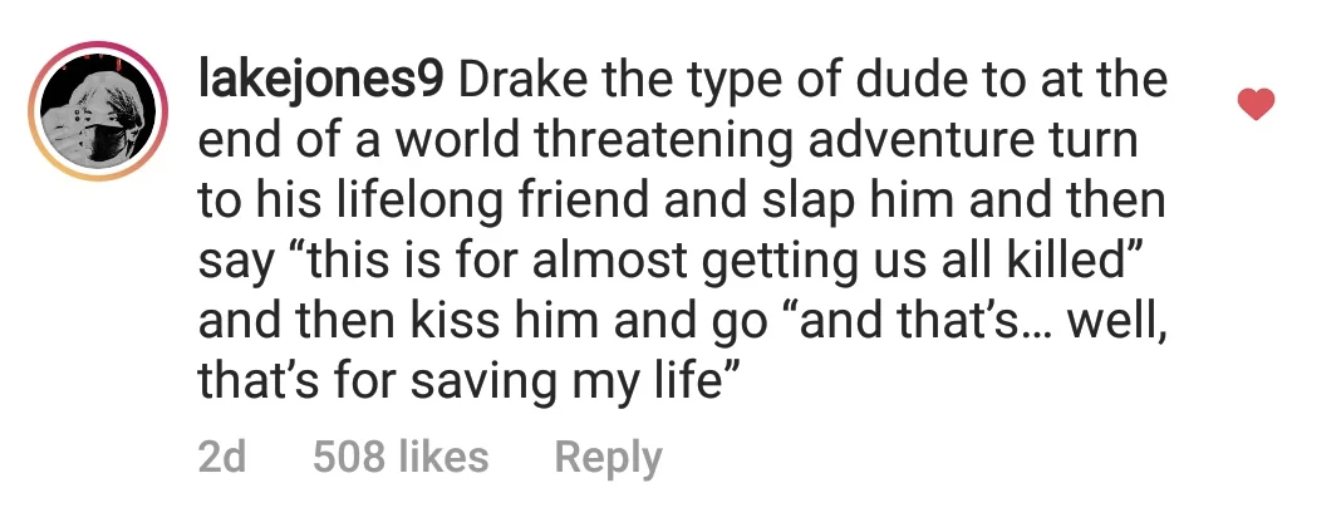 lakejones9 Drake the type of dude to at the
end of a world threatening adventure turn
to his lifelong friend and slap him and then
say “this is for almost getting us all killed”
and then kiss him and go “and that’s... well,
that’s for saving my life”
2d 508 likes Reply